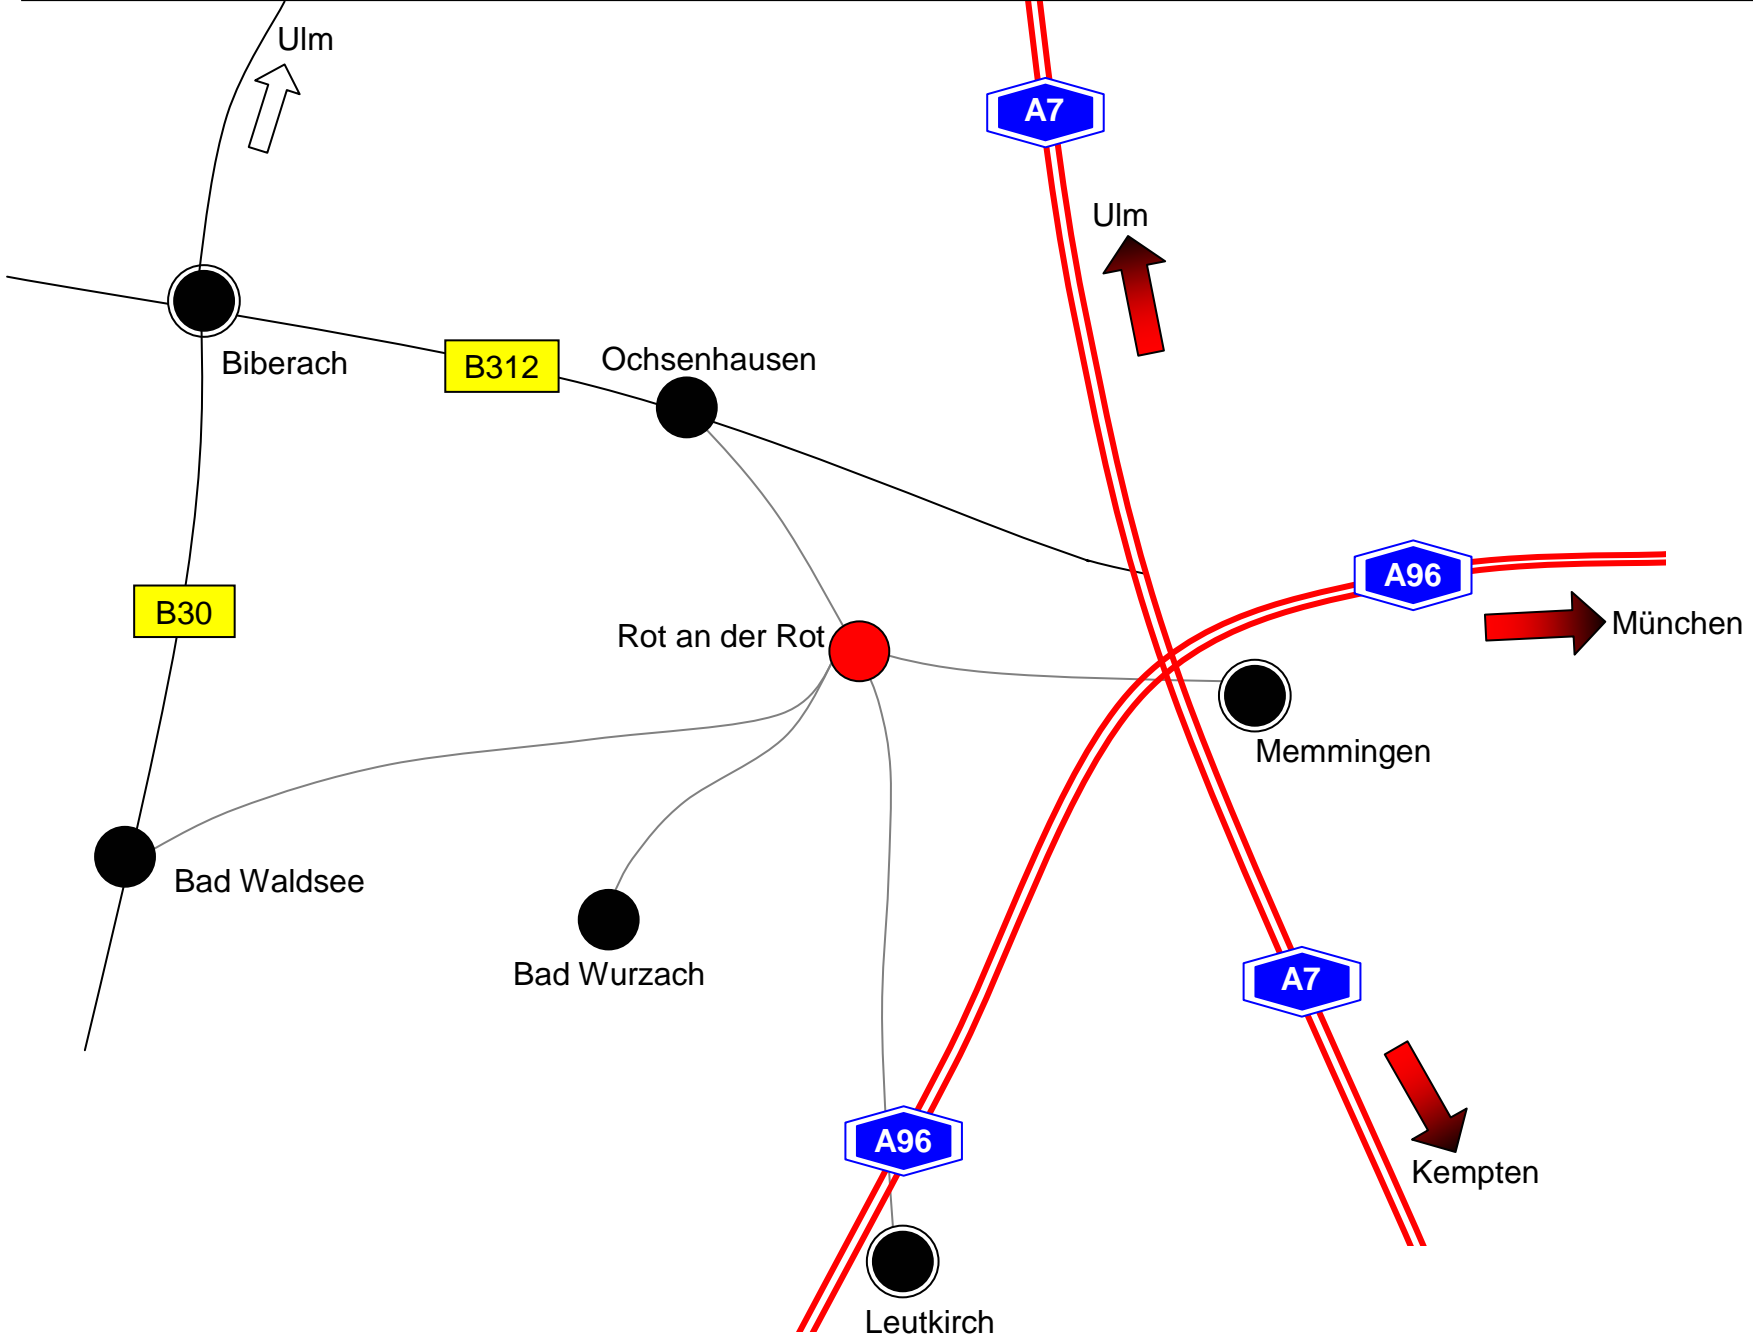 Ulm
A7
Ulm
Biberach
B312
Ochsenhausen
A96
München
B30
Rot an der Rot
Memmingen
Bad Waldsee
Bad Wurzach
A7
A96
Kempten
Leutkirch